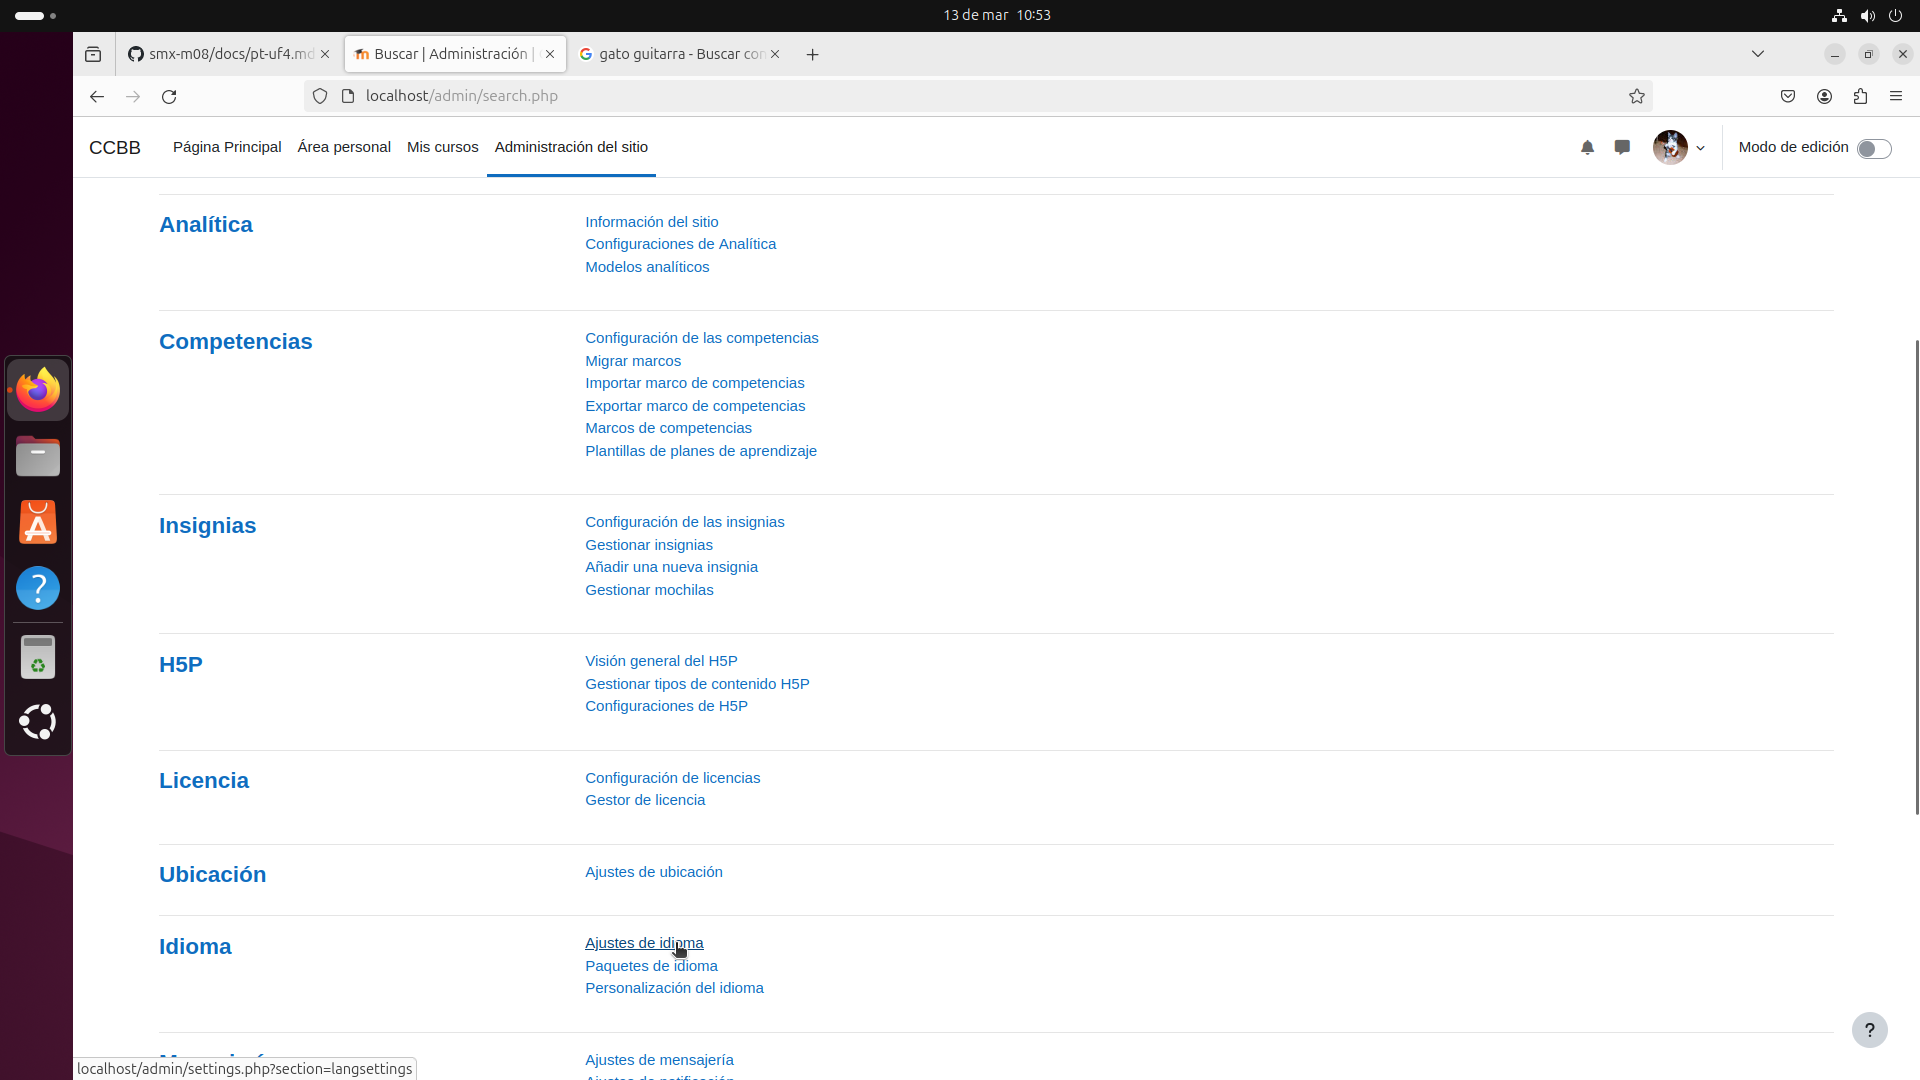 13 de mar 10:53
smx-m08/docs/pt-uf4.md
Buscar | Administración |
gato guitarra - Buscar con
localhost/admin/search.php
CCBB
Página Principal
Área personal
Mis cursos
Administración del sitio
Modo de edición
Analítica
Información del sitio
Configuraciones de Analítica
Modelos analíticos
Competencias
Configuración de las competencias
Migrar marcos
Importar marco de competencias
Exportar marco de competencias
Marcos de competencias
Plantillas de planes de aprendizaje
Insignias
Configuración de las insignias
Gestionar insignias
Añadir una nueva insignia
Gestionar mochilas
H5P
Visión general del H5P
Gestionar tipos de contenido H5P
Configuraciones de H5P
Licencia
Configuración de licencias
Gestor de licencia
Ubicación
Ajustes de ubicación
Idioma
Ajustes de idioma
Paquetes de idioma
Personalización del idioma
Ajustes de mensajería
Ajustes de notificación
?
localhost/admin/settings.php?section=langsettings